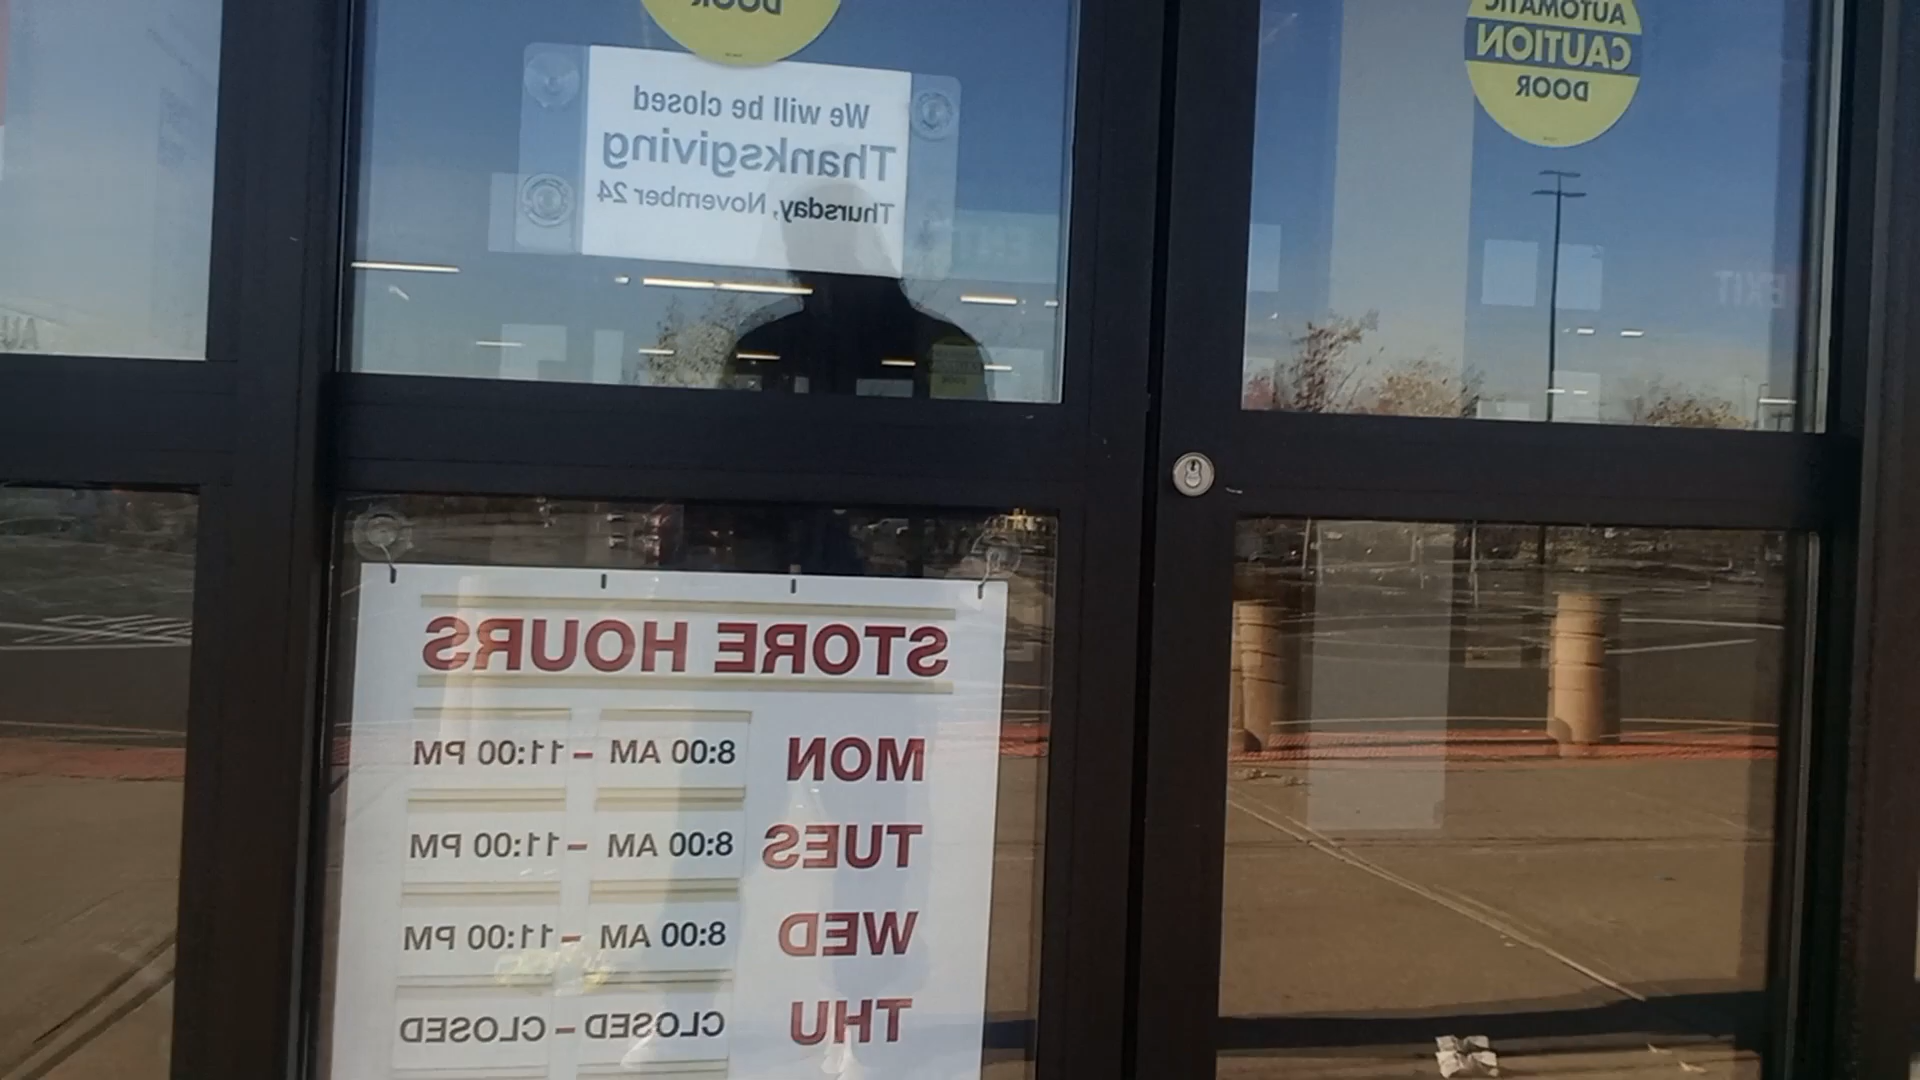 DOOR
We will be closed
Thanksgiving
Thursday, November 24
AUTOMATIC
CAUTION
DOOR
EXIT
STORE HOURS
MON 8:00 AM – 11:00 PM
TUES 8:00 AM – 11:00 PM
WED 8:00 AM – 11:00 PM
THU CLOSED – CLOSED